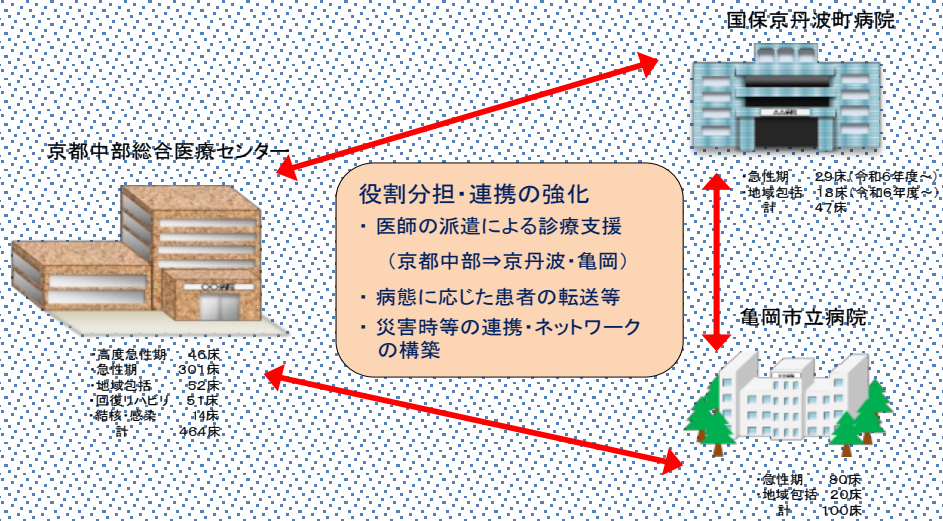 国保京丹波町病院
・急性期 29床(令和6年度～)
・地域包括 18床(令和6年度～)
計 47床
京都中部総合医療センター
〇〇病院
・高度急性期 46床
・急性期 301床
・地域包括 52床
・回復リハビリ 51床
・結核・感染 14床
計 464床
役割分担・連携の強化
・ 医師の派遣による診療支援
（京都中部⇒京丹波・亀岡）
・ 病態に応じた患者の転送等
・ 災害時等の連携・ネットワーク
の構築
亀岡市立病院
・急性期 80床
・地域包括 20床
計 100床